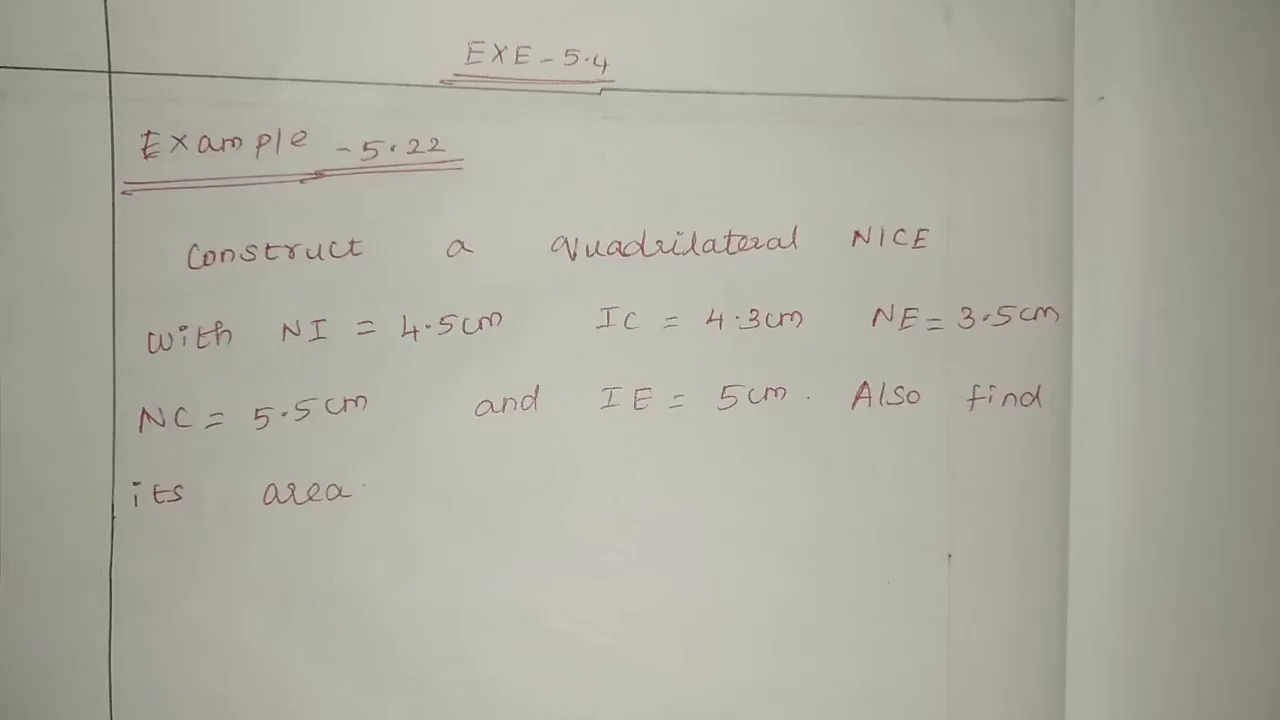 EXE - 5.4
Example - 5.22
Construct a quadrilateral NICE
with NI = 4.5cm IC = 4.3cm NE = 3.5cm
NC = 5.5cm and IE = 5cm. Also find
its area.